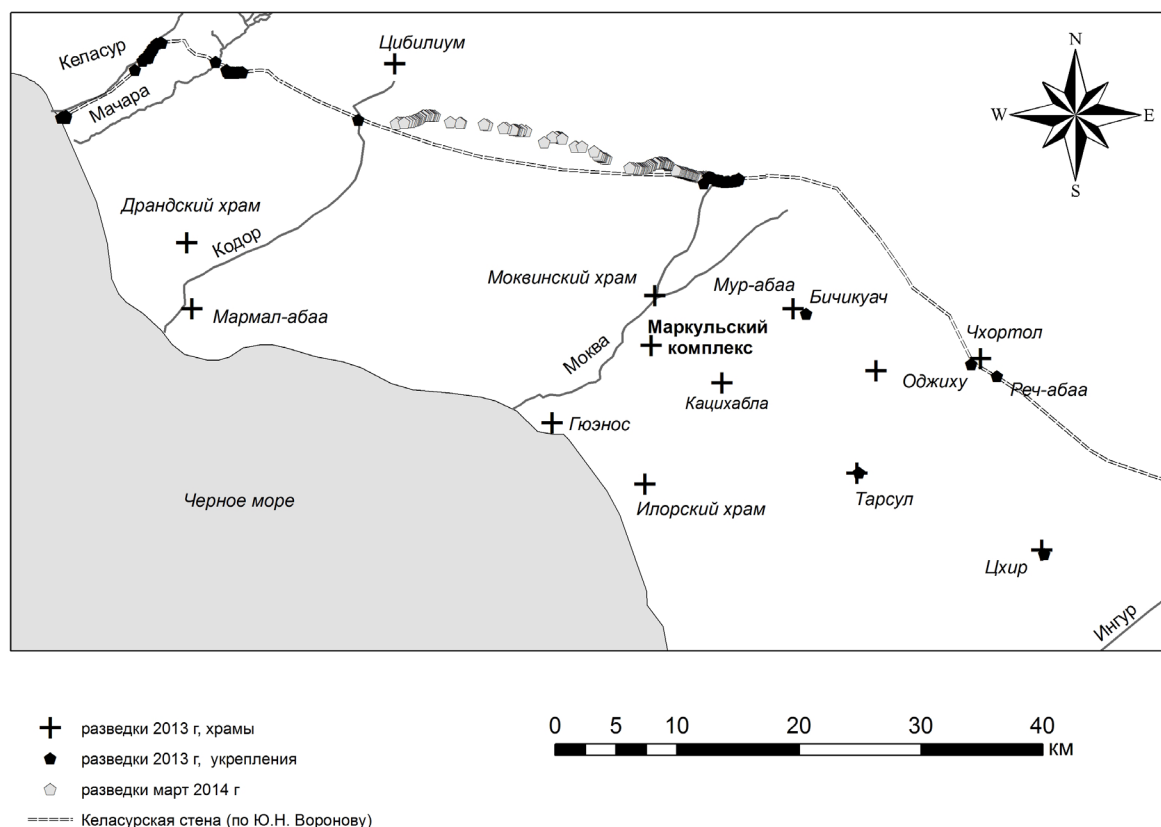 Келасур
Мачара
Цибилиум
N
W
E
S
Драндский храм
Кодор
Мармал-абаа
Моквинский храм
Мур-абаа
Бичикуач
Маркульский
комплекс
Моква
Чхортол
Оджиху
Реч-абаа
Кацихабла
Гюэнос
Черное море
Илорский храм
Тарсул
Цхир
Ингур
разведки 2013 г, храмы
разведки 2013 г, укрепления
разведки март 2014 г
Келасурская стена (по Ю.Н. Воронову)
0 5 10 20 30 40
КМ